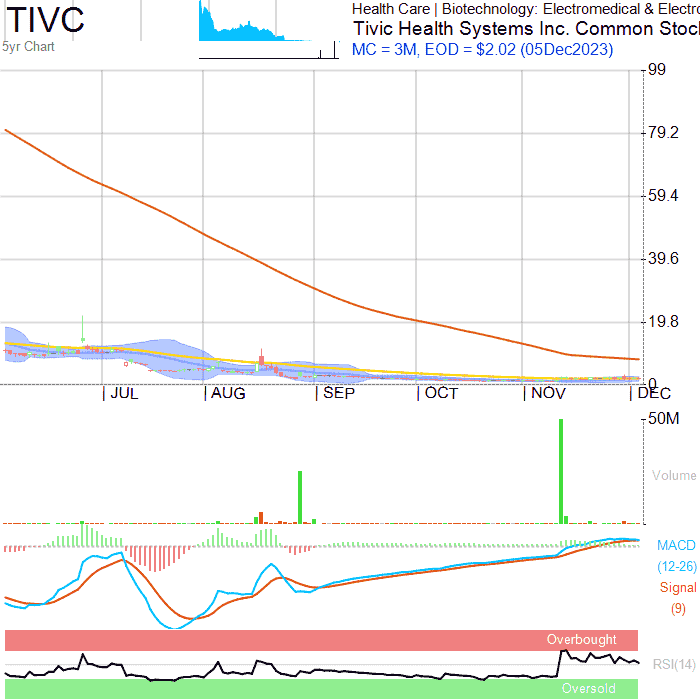 TIVC
5yr Chart
Health Care | Biotechnology: Electromedical & Electro
Tivic Health Systems Inc. Common Stoc
MC = 3M, EOD = $2.02 (05Dec2023)
99
79.2
59.4
39.6
19.8
0
JUL
AUG
SEP
OCT
NOV
DEC
50M
Volume
MACD
(12-26)
Signal
(9)
Overbought
RSI(14)
Oversold